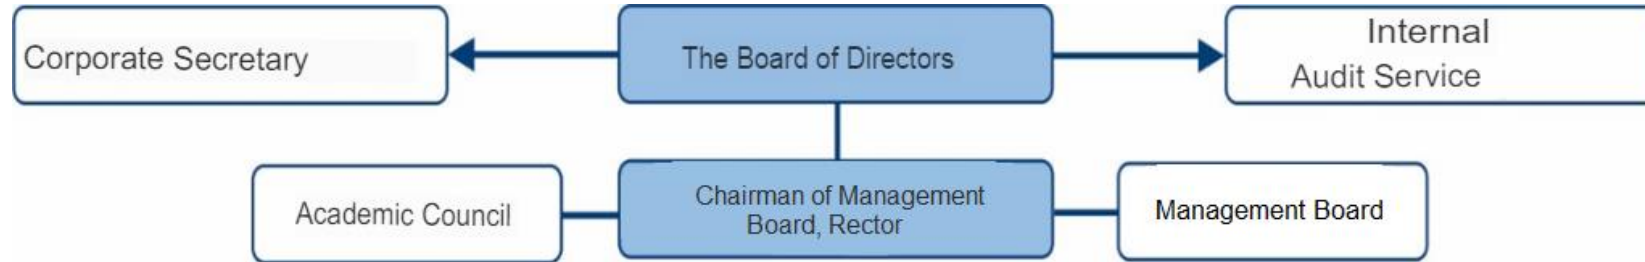 Corporate Secretary
The Board of Directors
Internal
Audit Service
Academic Council
Chairman of Management
Board, Rector
Management Board